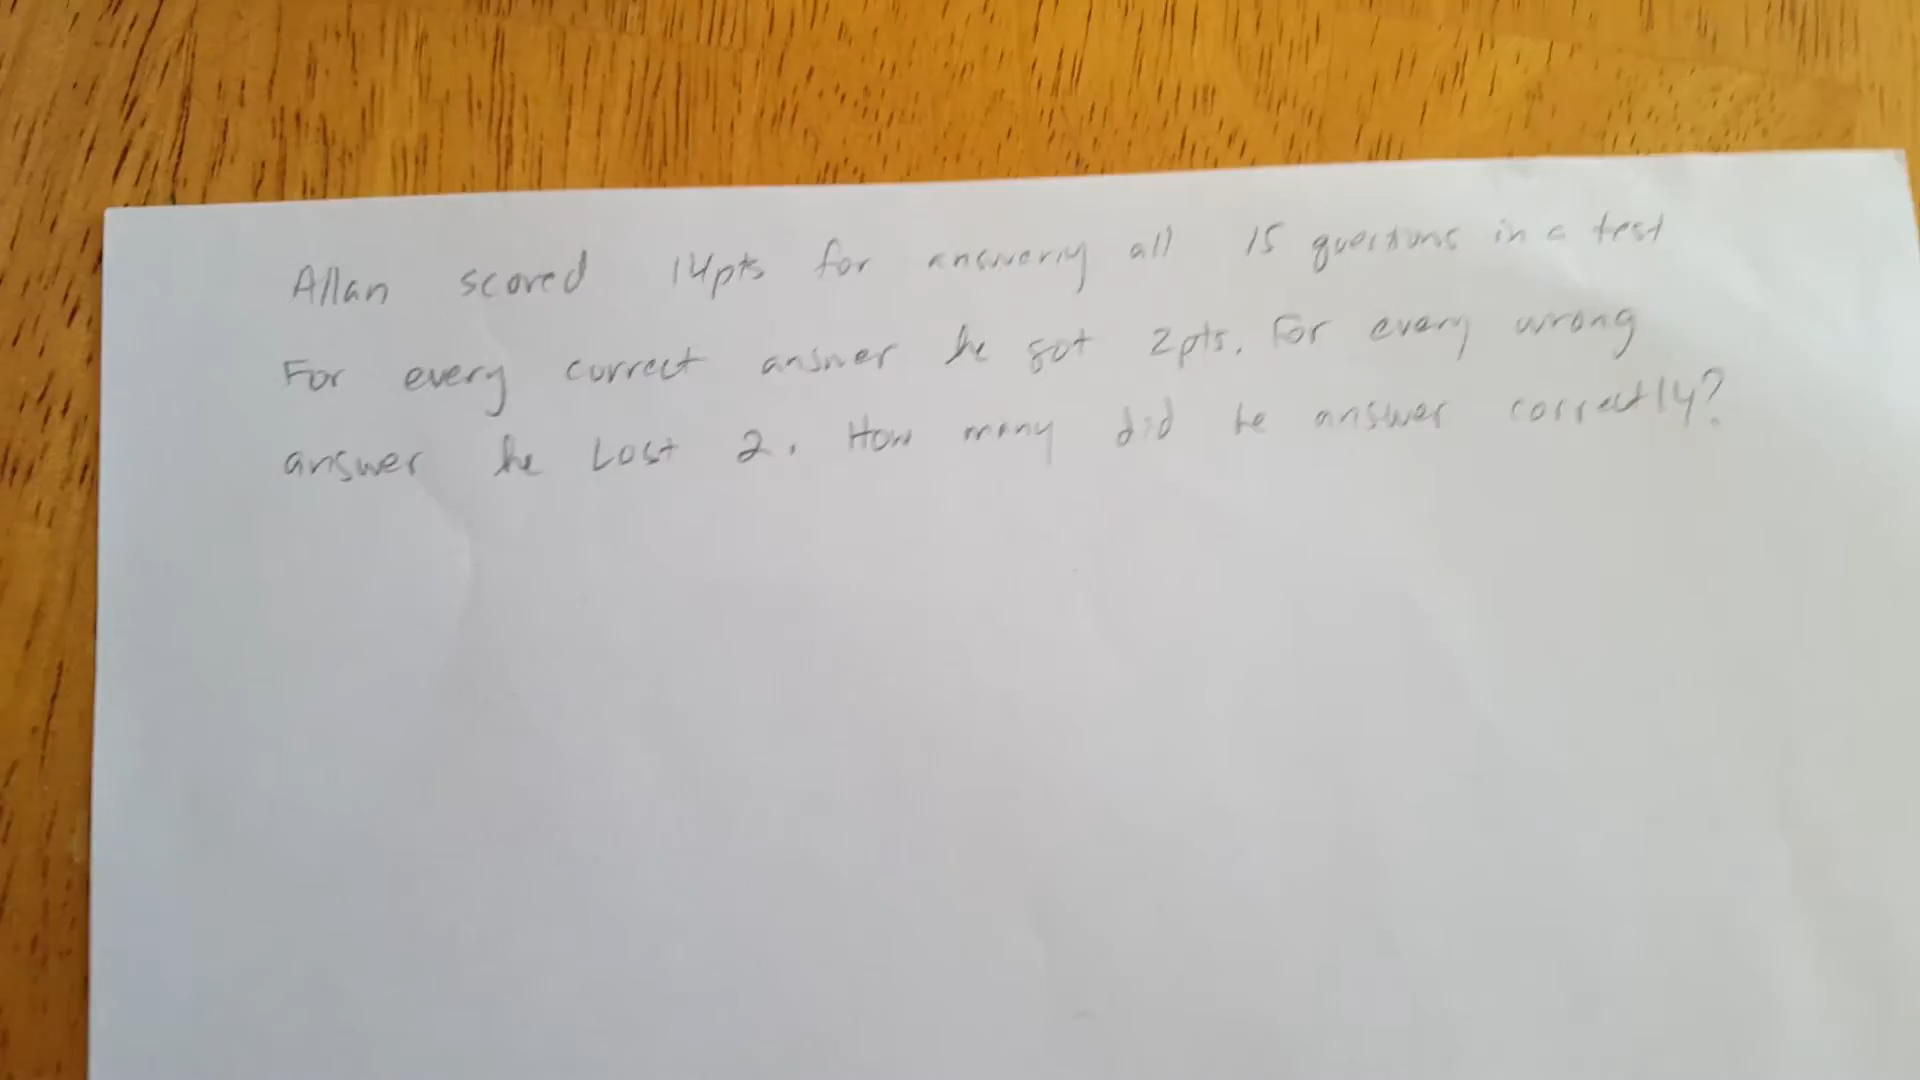 Allan scored 14pts for answering all 15 questions in a test
For every correct answer he got 2pts. For every wrong
answer he Lost 2. How many did he answer correctly?